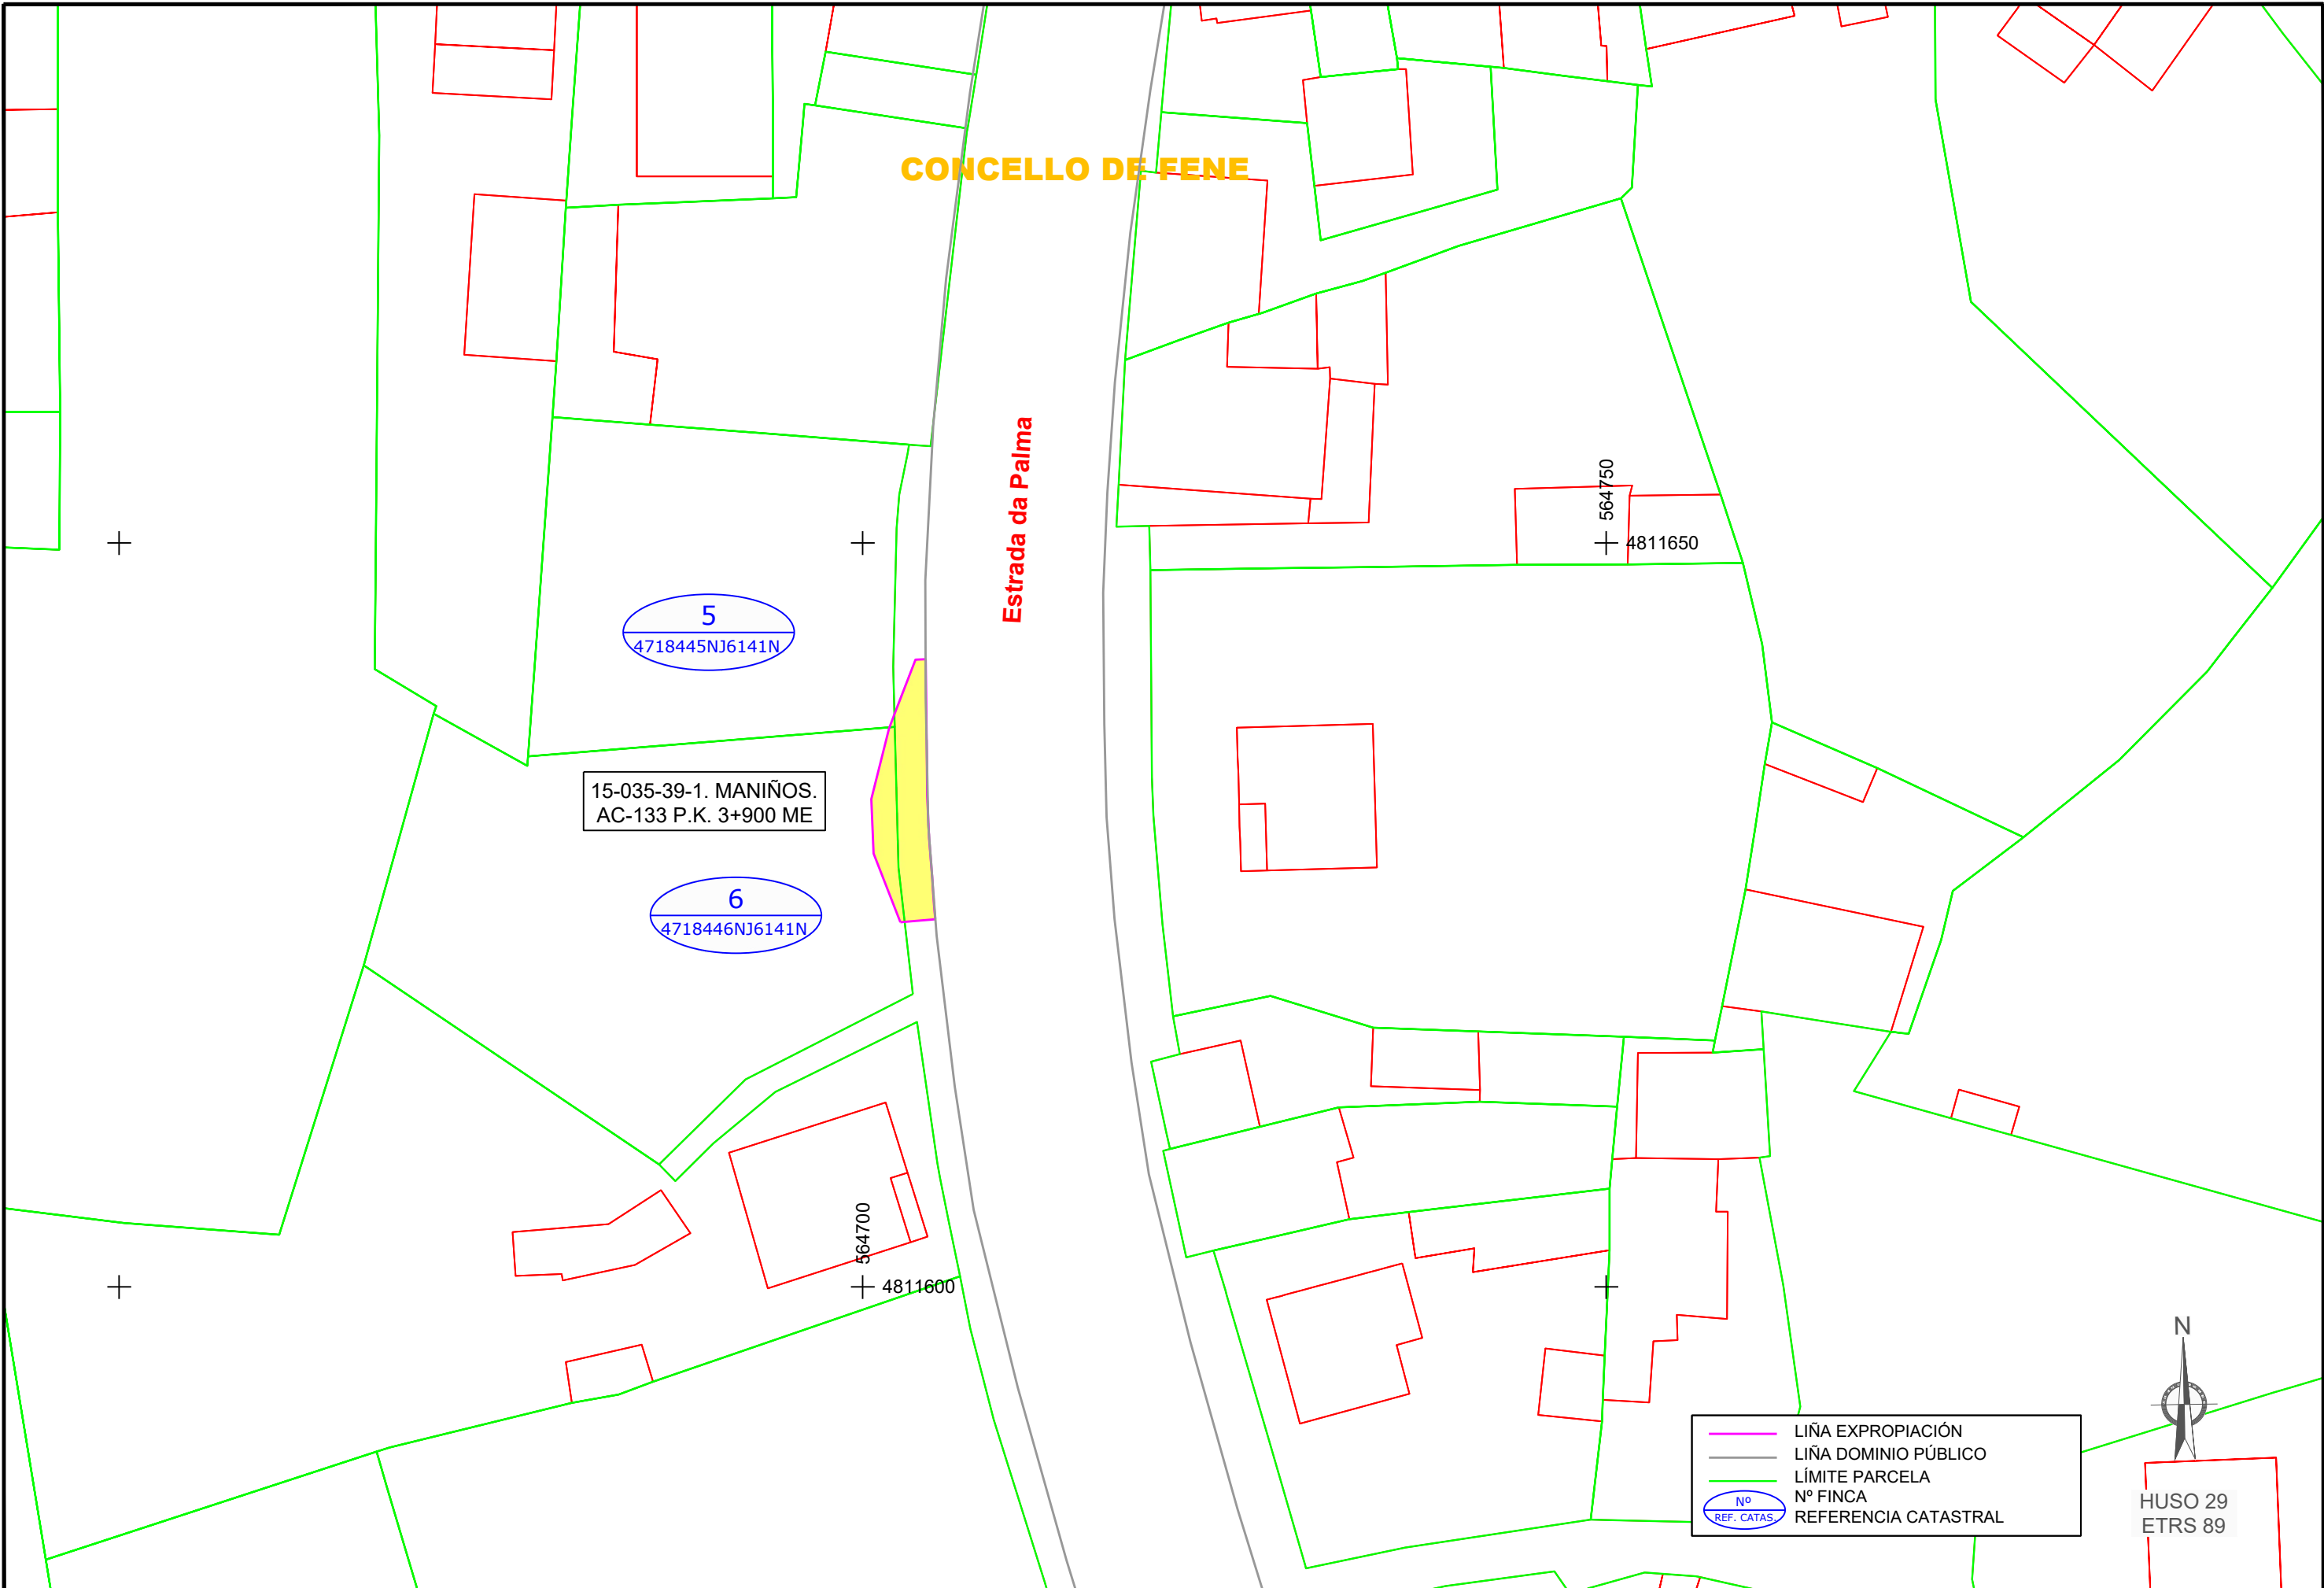 CONCELLO DE FENE
Estrada da Palma
564750
4811650
5
4718445NJ6141N
15-035-39-1. MANIÑOS.
AC-133 P.K. 3+900 ME
6
4718446NJ6141N
564700
4811600
N
LIÑA EXPROPIACIÓN
LIÑA DOMINIO PÚBLICO
LÍMITE PARCELA
Nº
REF. CATAS.
Nº FINCA
REFERENCIA CATASTRAL
HUSO 29
ETRS 89